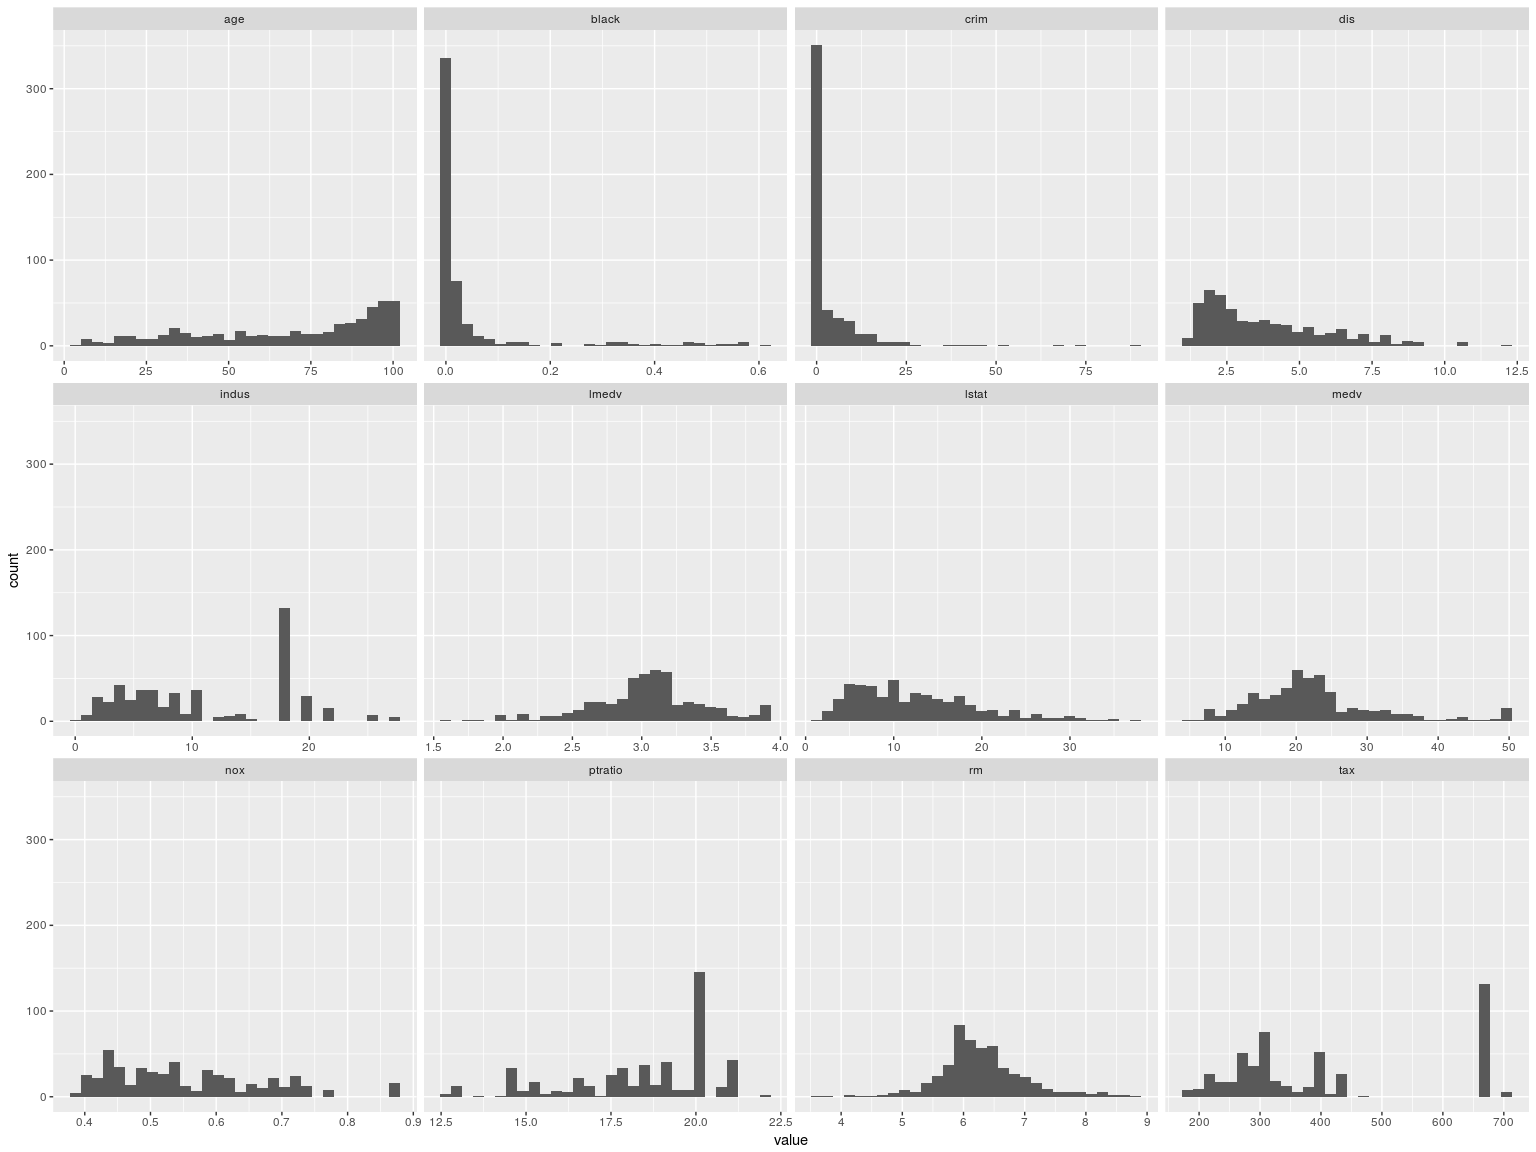 age black crim dis
300
200
100
0
0 25 50 75 100 0.0 0.2 0.4 0.6 0 25 50 75 2.5 5.0 7.5 10.0 12.5
indus lmedv lstat medv
300
200
100
0
0 10 20 1.5 2.0 2.5 3.0 3.5 4.0 0 10 20 30 10 20 30 40 50
count
nox ptratio rm tax
300
200
100
0
0.4 0.5 0.6 0.7 0.8 0.9 12.5 15.0 17.5 20.0 22.5 4 5 6 7 8 9 200 300 400 500 600 700
value